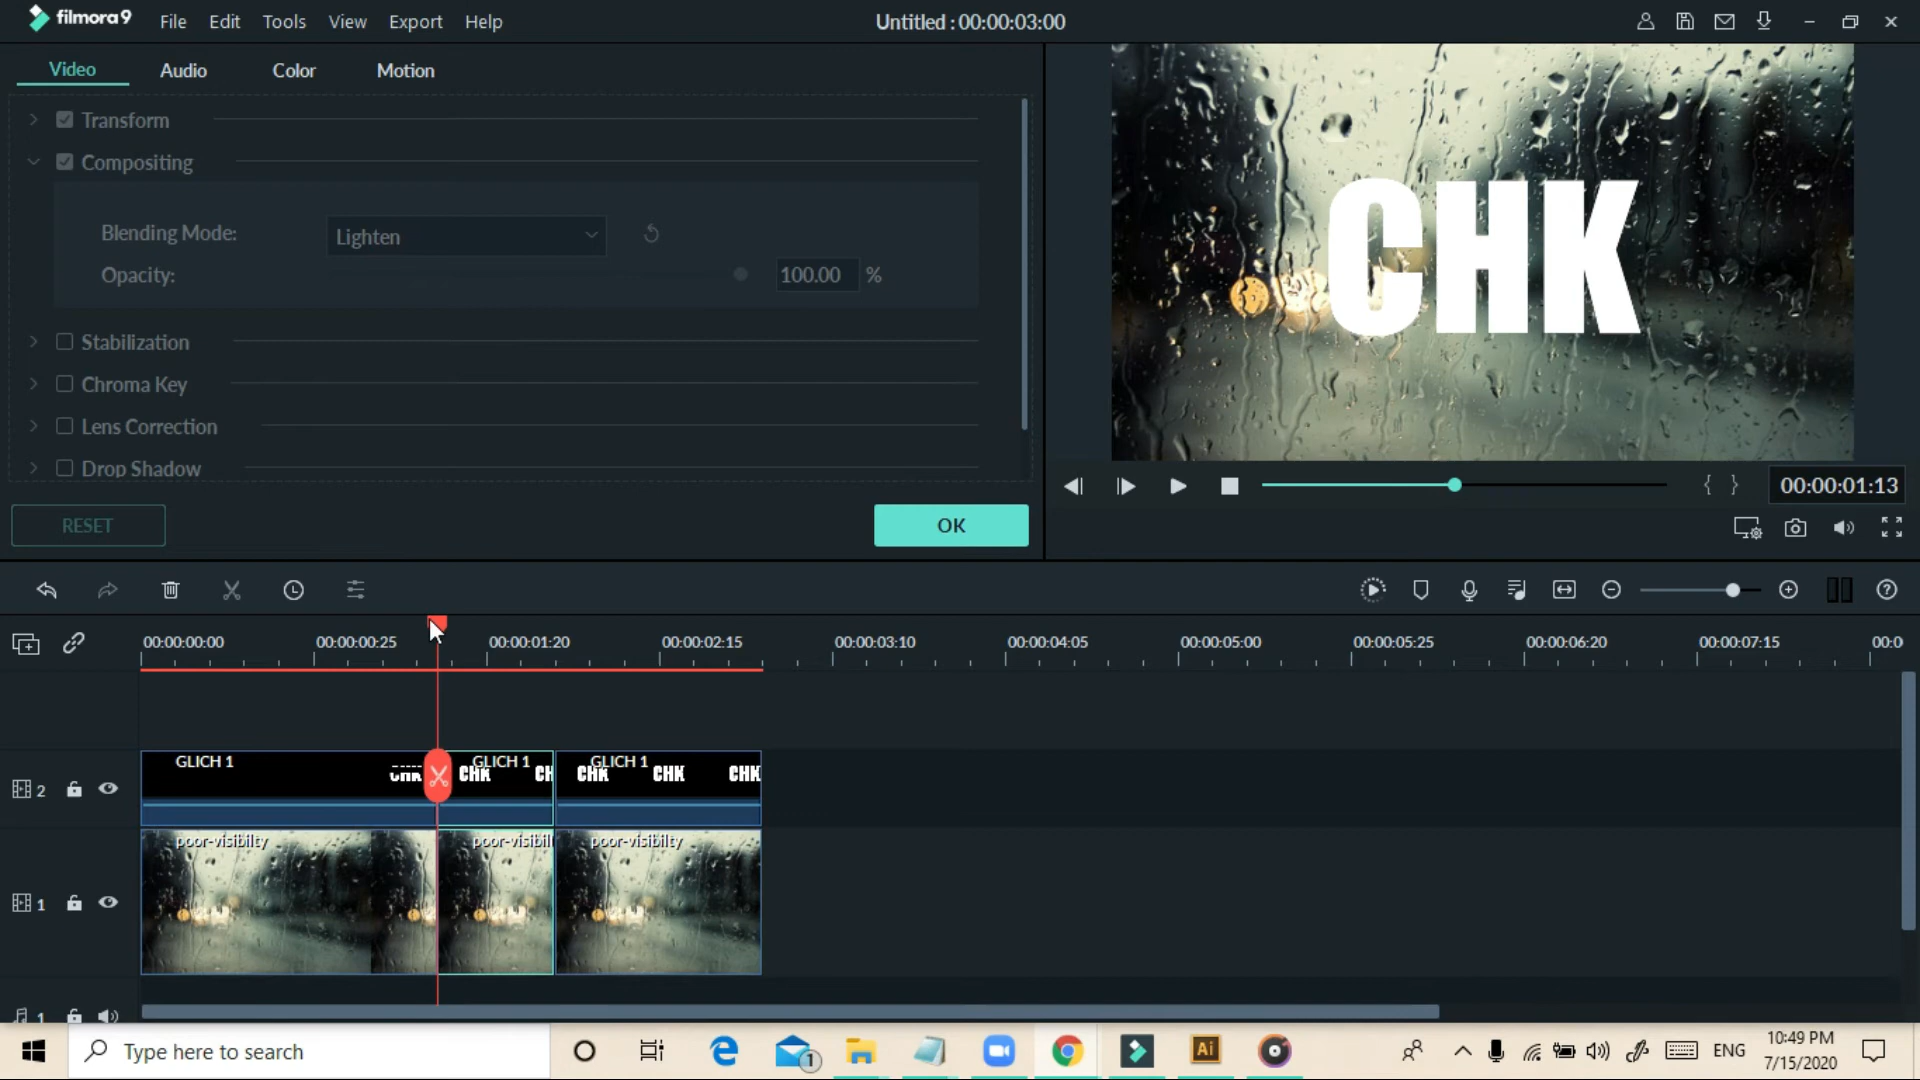 filmora9 File Edit Tools View Export Help Untitled : 00:00:03:00
Video Audio Color Motion
Transform
Compositing
Blending Mode: Lighten
Opacity: 100.00 %
Stabilization
Chroma Key
Lens Correction
Drop Shadow
RESET OK
CHK
{ } 00:00:01:13
00:00:00:00 00:00:00:25 00:00:01:20 00:00:02:15 00:00:03:10 00:00:04:05 00:00:05:00 00:00:05:25 00:00:06:20 00:00:07:15 00:0
GLICH 1 GLICH 1 GLICH 1
CHK CHK CH CHK CHK CHK
2
poor-visibilty poor-visibil poor-visibilty
1
1
Type here to search
1
Ai
ENG
10:49 PM
7/15/2020